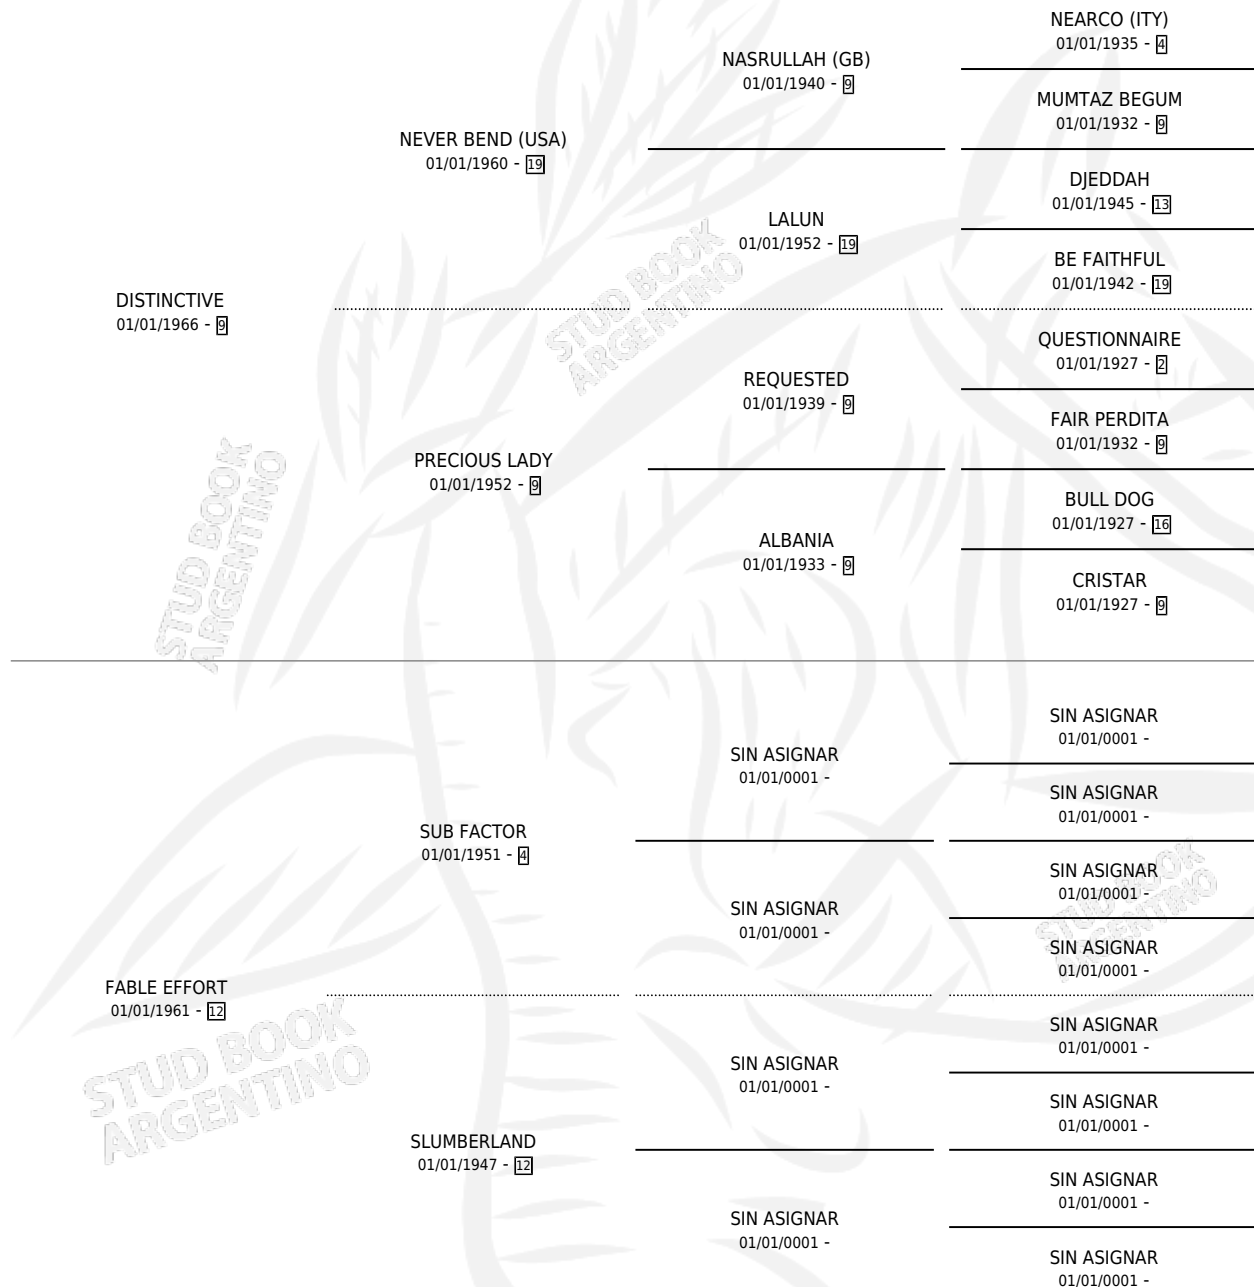 NEARCO (ITY)
01/01/1935 - 4
NASRULLAH (GB)
01/01/1940 - 9
MUMTAZ BEGUM
01/01/1932 - 9
NEVER BEND (USA)
01/01/1960 - 19
DJEDDAH
01/01/1945 - 13
LALUN
01/01/1952 - 19
BE FAITHFUL
01/01/1942 - 19
DISTINCTIVE
01/01/1966 - 9
QUESTIONNAIRE
01/01/1927 - 2
REQUESTED
01/01/1939 - 9
FAIR PERDITA
01/01/1932 - 9
PRECIOUS LADY
01/01/1952 - 9
BULL DOG
01/01/1927 - 16
ALBANIA
01/01/1933 - 9
CRISTAR
01/01/1927 - 9
SIN ASIGNAR
01/01/0001 -
SIN ASIGNAR
01/01/0001 -
SIN ASIGNAR
01/01/0001 -
SUB FACTOR
01/01/1951 - 4
SIN ASIGNAR
01/01/0001 -
SIN ASIGNAR
01/01/0001 -
SIN ASIGNAR
01/01/0001 -
FABLE EFFORT
01/01/1961 - 12
SIN ASIGNAR
01/01/0001 -
SIN ASIGNAR
01/01/0001 -
SIN ASIGNAR
01/01/0001 -
SLUMBERLAND
01/01/1947 - 12
SIN ASIGNAR
01/01/0001 -
SIN ASIGNAR
01/01/0001 -
SIN ASIGNAR
01/01/0001 -
STUD BOOK
ARGENTINO
STUD BOOK
ARGENTINO
STUD BOOK
ARGENTINO
STUD BOOK
ARGENTINO